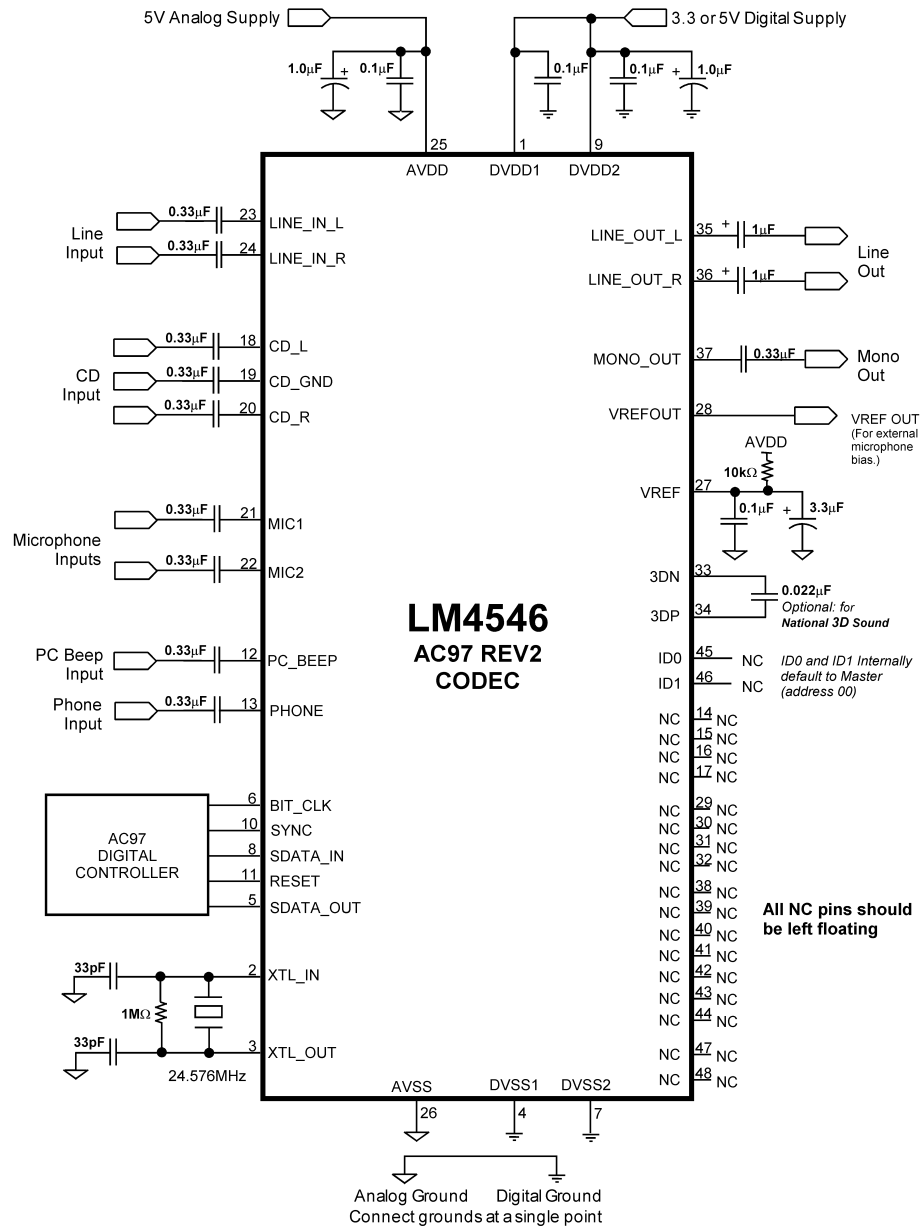 5V Analog Supply
3.3 or 5V Digital Supply
1.0µF +
0.1µF
0.1µF
0.1µF
+ 1.0µF
25
1
9
AVDD
DVDD1
DVDD2
Line
Input
0.33µF
23
LINE_IN_L
0.33µF
24
LINE_IN_R
LINE_OUT_L
35
+
1µF
LINE_OUT_R
36
+
1µF
Line
Out
CD
Input
0.33µF
18
CD_L
0.33µF
19
CD_GND
0.33µF
20
CD_R
MONO_OUT
37
0.33µF
Mono
Out
VREFOUT
28
VREF OUT
(For external
microphone
bias.)
AVDD
10kΩ
VREF
27
0.1µF
+
3.3µF
Microphone
Inputs
0.33µF
21
MIC1
0.33µF
22
MIC2
3DN
33
3DP
34
0.022µF
Optional: for
National 3D Sound
LM4546
AC97 REV2
CODEC
PC Beep
Input
0.33µF
12
PC_BEEP
Phone
Input
0.33µF
13
PHONE
ID0
45
NC
ID1
46
NC
ID0 and ID1 Internally
default to Master
(address 00)
NC 14 NC
NC 15 NC
NC 16 NC
NC 17 NC
NC 29 NC
NC 30 NC
NC 31 NC
NC 32 NC
NC 38 NC
NC 39 NC
NC 40 NC
NC 41 NC
NC 42 NC
NC 43 NC
NC 44 NC
NC 47 NC
NC 48 NC
All NC pins should
be left floating
AC97
DIGITAL
CONTROLLER
6
BIT_CLK
10
SYNC
8
SDATA_IN
11
RESET
5
SDATA_OUT
33pF
2
XTL_IN
1MΩ
33pF
3
XTL_OUT
24.576MHz
AVSS
DVSS1
DVSS2
26
4
7
Analog Ground
Digital Ground
Connect grounds at a single point